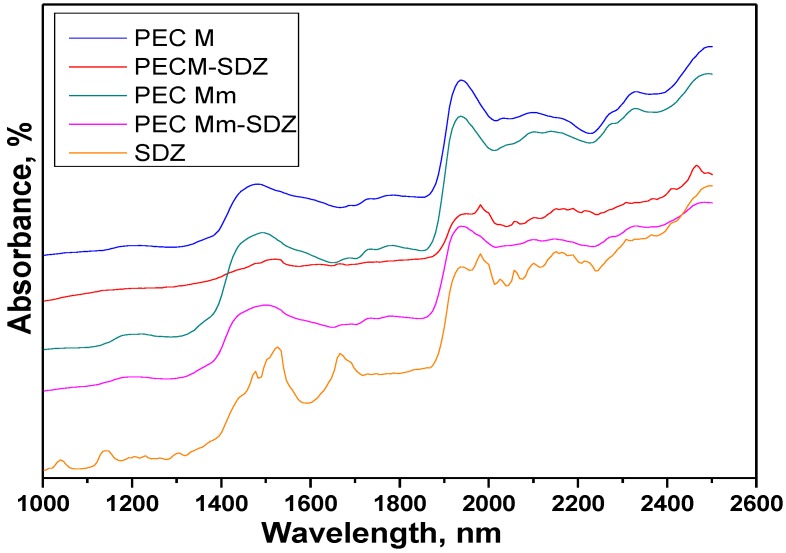 PEC M
PECM-SDZ
PEC Mm
PEC Mm-SDZ
SDZ
Absorbance, %
1000 1200 1400 1600 1800 2000 2200 2400 2600
Wavelength, nm